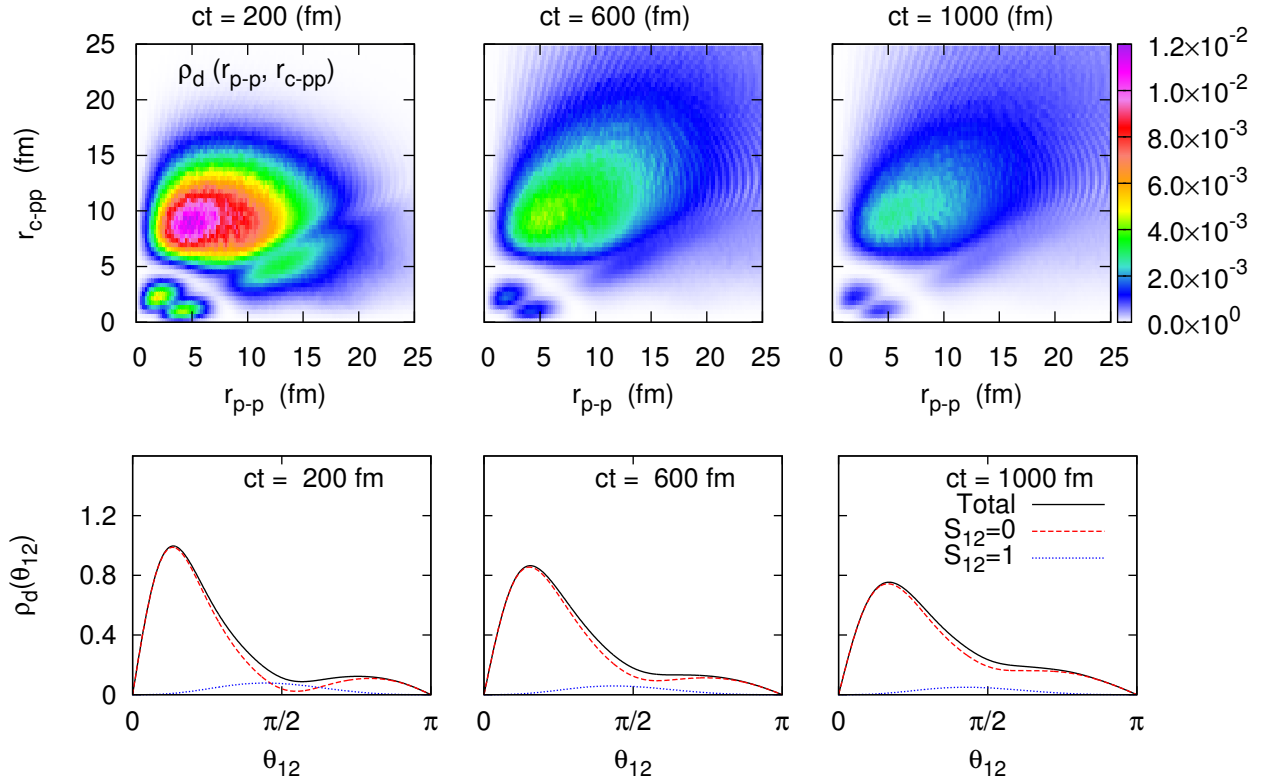 ct = 200 (fm)
ct = 600 (fm)
ct = 1000 (fm)
ρd (rp-p, rc-pp)
rc-pp (fm)
25
20
15
10
5
0
1.2×10⁻²
1.0×10⁻²
8.0×10⁻³
6.0×10⁻³
4.0×10⁻³
2.0×10⁻³
0.0×10⁰
0 5 10 15 20 25
0 5 10 15 20 25
0 5 10 15 20 25
rp-p (fm)
rp-p (fm)
rp-p (fm)
ct = 200 fm
ct = 600 fm
ct = 1000 fm
Total
S12=0
S12=1
ρd(θ12)
1.2
0.8
0.4
0
0 π/2 π
0 π/2 π
0 π/2 π
θ12
θ12
θ12